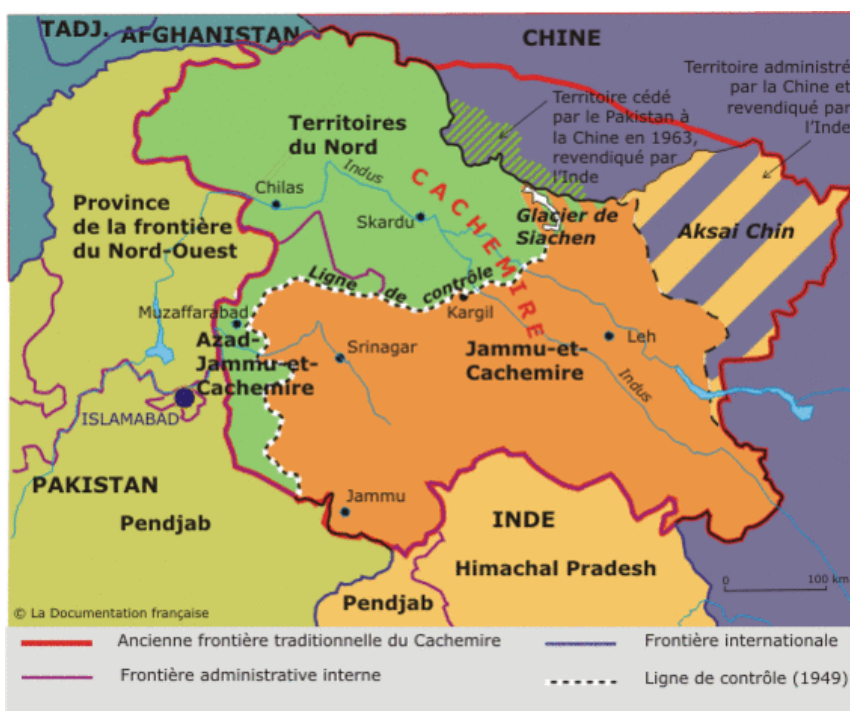 TADJ.
AFGHANISTAN
CHINE
Territoire administré
par la Chine et
revendiqué par
l'Inde
Territoire cédé
par le Pakistan à
la Chine en 1963,
revendiqué par
l'Inde
Territoires
du Nord
Indus
CACHEMIRE
Chilas
Skardu
Glacier de
Siachen
Aksai Chin
Province
de la frontière
du Nord-Ouest
Ligne de contrôle
Kargil
Muzaffarabad
Azad-
Jammu-et-
Cachemire
Srinagar
Jammu-et-
Cachemire
Leh
Indus
ISLAMABAD
PAKISTAN
Pendjab
Jammu
INDE
Himachal Pradesh
Pendjab
0 100 km
© La Documentation française
Ancienne frontière traditionnelle du Cachemire
Frontière internationale
Frontière administrative interne
Ligne de contrôle (1949)